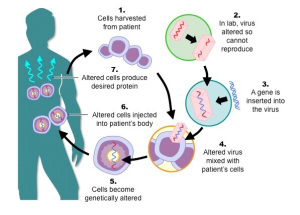 1.
Cells harvested
from patient
2.
In lab. virus
altered so
cannot
reproduce
3.
A gene is
inserted into
the virus
4.
Altered virus
mixed with
patient's cells
5.
Cells become
genetically altered
6.
Altered cells injected
into patient's body
7.
Altered cells produce
desired protein